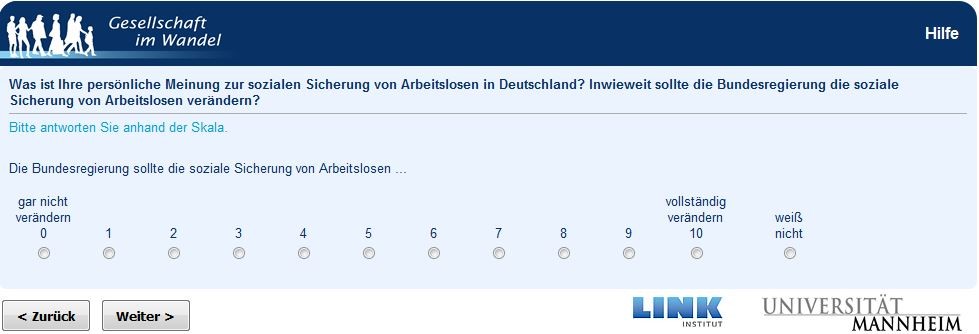 Gesellschaft
im Wandel
Hilfe
Was ist Ihre persönliche Meinung zur sozialen Sicherung von Arbeitslosen in Deutschland? Inwieweit sollte die Bundesregierung die soziale
Sicherung von Arbeitslosen verändern?
Bitte antworten Sie anhand der Skala.
Die Bundesregierung sollte die soziale Sicherung von Arbeitslosen ...
gar nicht vollständig
verändern verändern weiß
0 1 2 3 4 5 6 7 8 9 10 nicht
< Zurück Weiter >
LINK
INSTITUT
UNIVERSITÄT
MANNHEIM